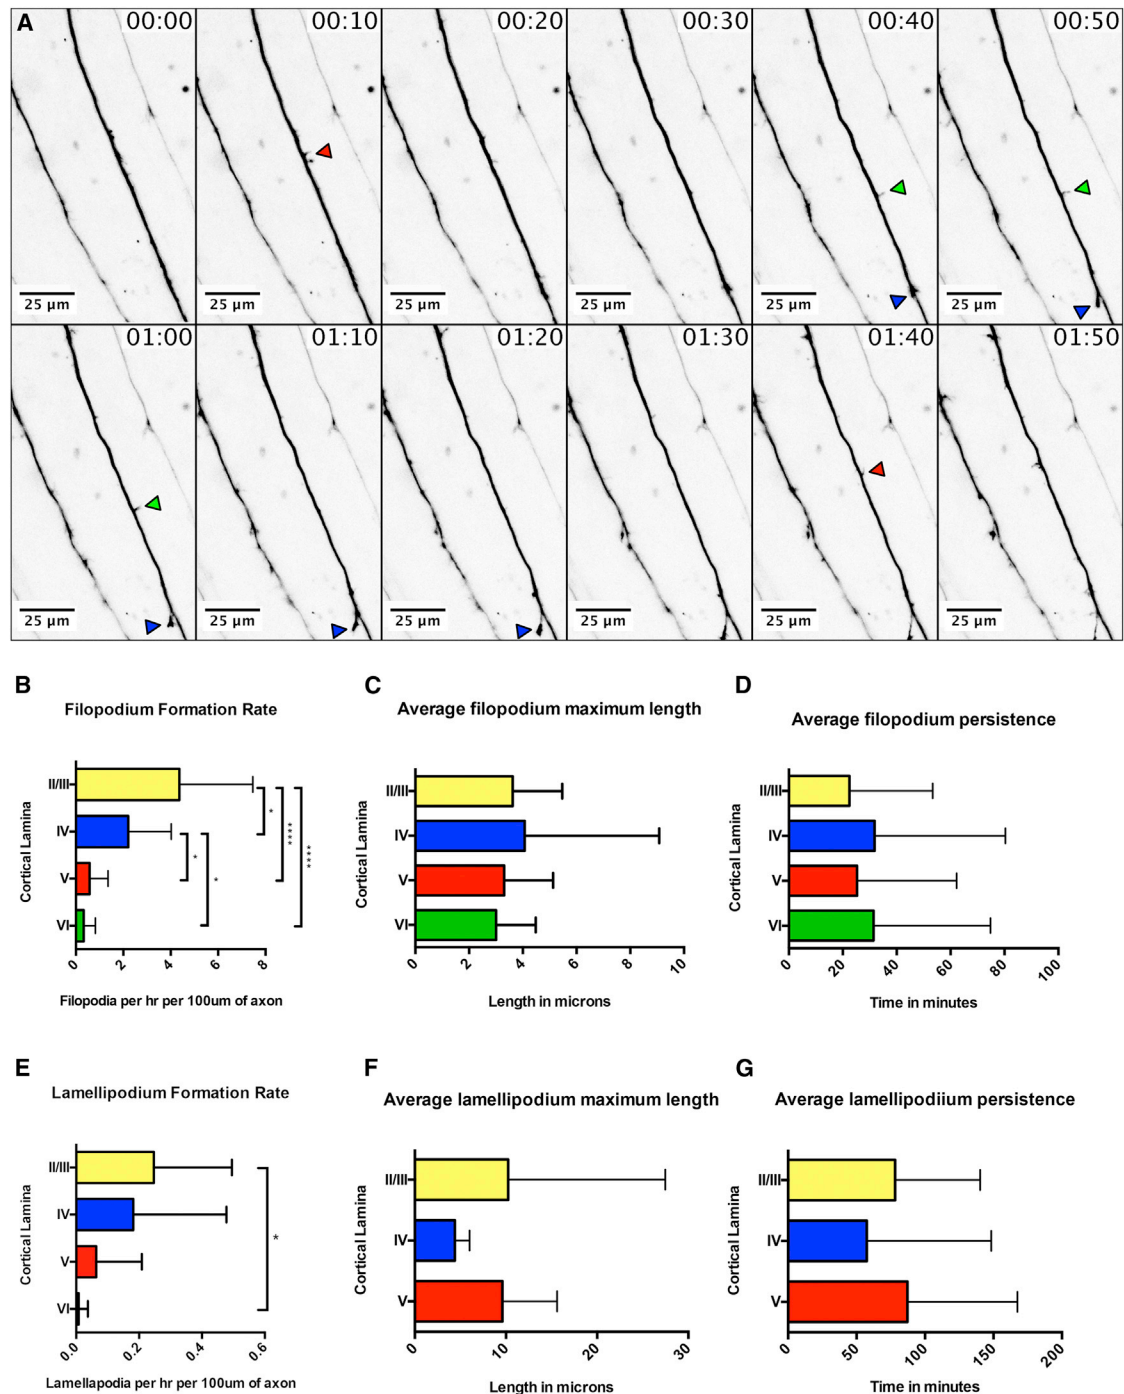 A
00:00 00:10 00:20 00:30 00:40 00:50
25 µm 25 µm 25 µm 25 µm 25 µm 25 µm
01:00 01:10 01:20 01:30 01:40 01:50
25 µm 25 µm 25 µm 25 µm 25 µm 25 µm
B
Filopodium Formation Rate
Cortical Lamina
II/III
IV
V
VI
*
****
****
*
*
0 2 4 6 8
Filopodia per hr per 100um of axon
C
Average filopodium maximum length
Cortical Lamina
II/III
IV
V
VI
0 2 4 6 8 10
Length in microns
D
Average filopodium persistence
Cortical Lamina
II/III
IV
V
VI
0 20 40 60 80 100
Time in minutes
E
Lamellipodium Formation Rate
Cortical Lamina
II/III
IV
V
VI
*
0.0 0.2 0.4 0.6
Lamellapodia per hr per 100um of axon
F
Average lamellipodium maximum length
Cortical Lamina
II/III
IV
V
0 10 20 30
Length in microns
G
Average lamellipodiiium persistence
Cortical Lamina
II/III
IV
V
0 50 100 150 200
Time in minutes